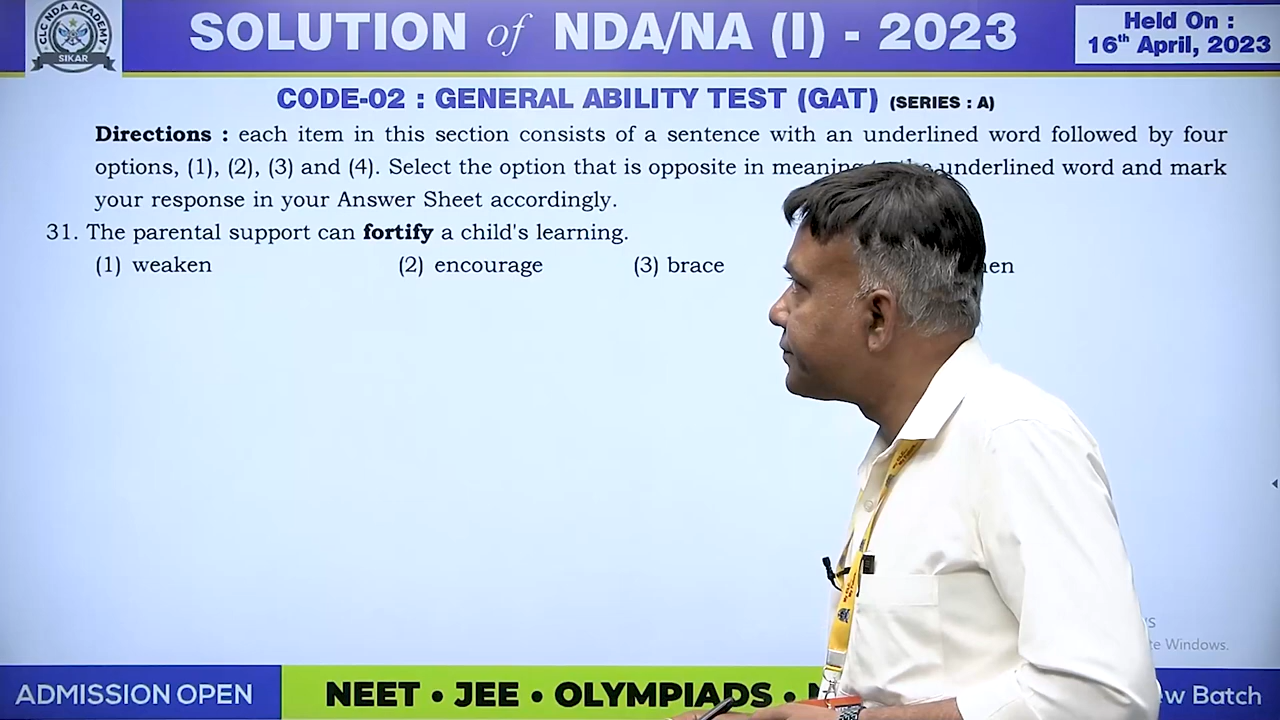 CLC NDA ACADEMY
SIKAR
SOLUTION of NDA/NA (I) - 2023
Held On :
16th April, 2023
CODE-02 : GENERAL ABILITY TEST (GAT) (SERIES : A)
Directions : each item in this section consists of a sentence with an underlined word followed by four
options, (1), (2), (3) and (4). Select the option that is opposite in meaning underlined word and mark
your response in your Answer Sheet accordingly.
31. The parental support can fortify a child's learning.
(1) weaken (2) encourage (3) brace
ADMISSION OPEN
NEET • JEE • OLYMPIADS •
Batch
Windows.